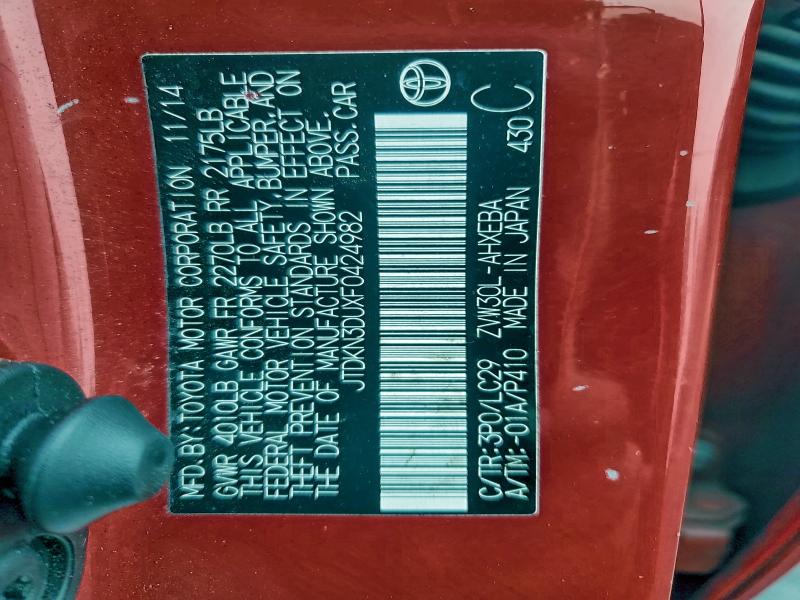 MFD. BY: TOYOTA MOTOR CORPORATION 11/14
GVWR 4010LB GAWR FR 2270LB RR 2175LB
THIS VEHICLE CONFORMS TO ALL APPLICABLE
FEDERAL MOTOR VEHICLE SAFETY, BUMPER, AND
THEFT PREVENTION STANDARDS IN EFFECT ON
THE DATE OF MANUFACTURE SHOWN ABOVE.
JTDKN3DUXF0424982 PASS. CAR
C/TR: 3P0/LC29 ZVW30L-AHXEBA
A/TM: -01A/P410 MADE IN JAPAN 430 C